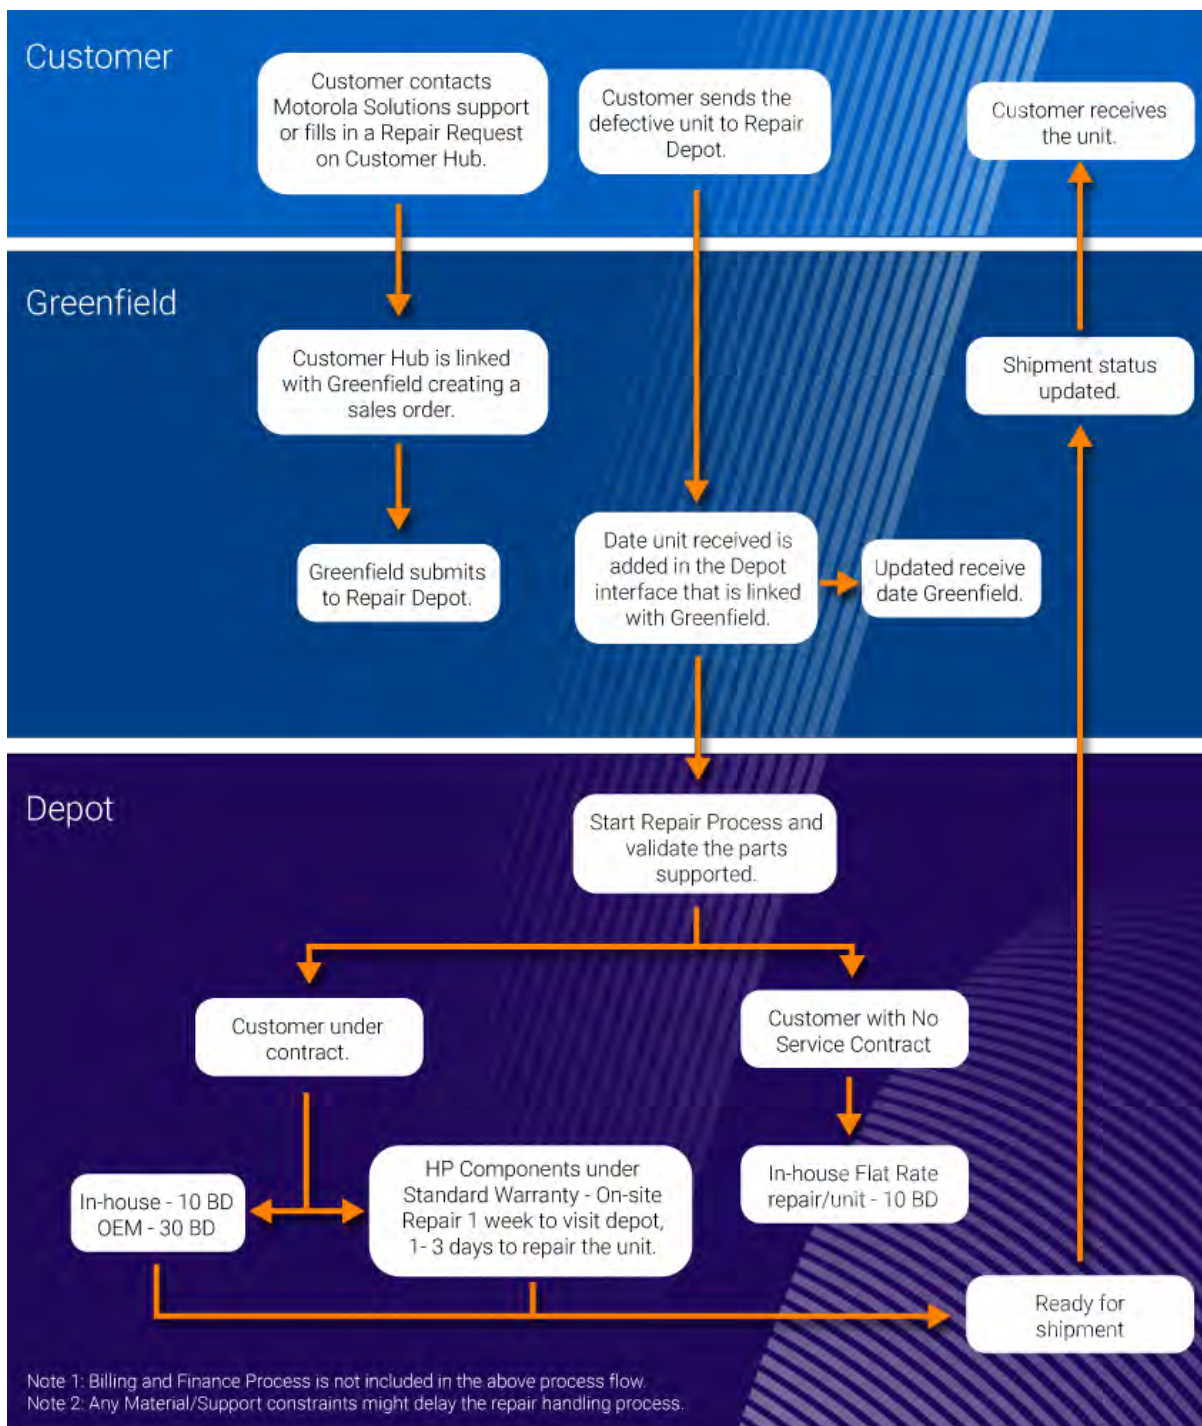 Customer
Customer contacts
Motorola Solutions support
or fills in a Repair Request
on Customer Hub.
Customer sends the
defective unit to Repair
Depot.
Customer receives
the unit.
Greenfield
Customer Hub is linked
with Greenfield creating a
sales order.
Shipment status
updated.
Greenfield submits
to Repair Depot.
Date unit received is
added in the Depot
interface that is linked
with Greenfield.
Updated receive
date Greenfield.
Depot
Start Repair Process and
validate the parts
supported.
Customer under
contract.
Customer with No
Service Contract
In-house - 10 BD
OEM - 30 BD
HP Components under
Standard Warranty - On-site
Repair 1 week to visit depot,
1- 3 days to repair the unit.
In-house Flat Rate
repair/unit - 10 BD
Ready for
shipment
Note 1: Billing and Finance Process is not included in the above process flow.
Note 2: Any Material/Support constraints might delay the repair handling process.